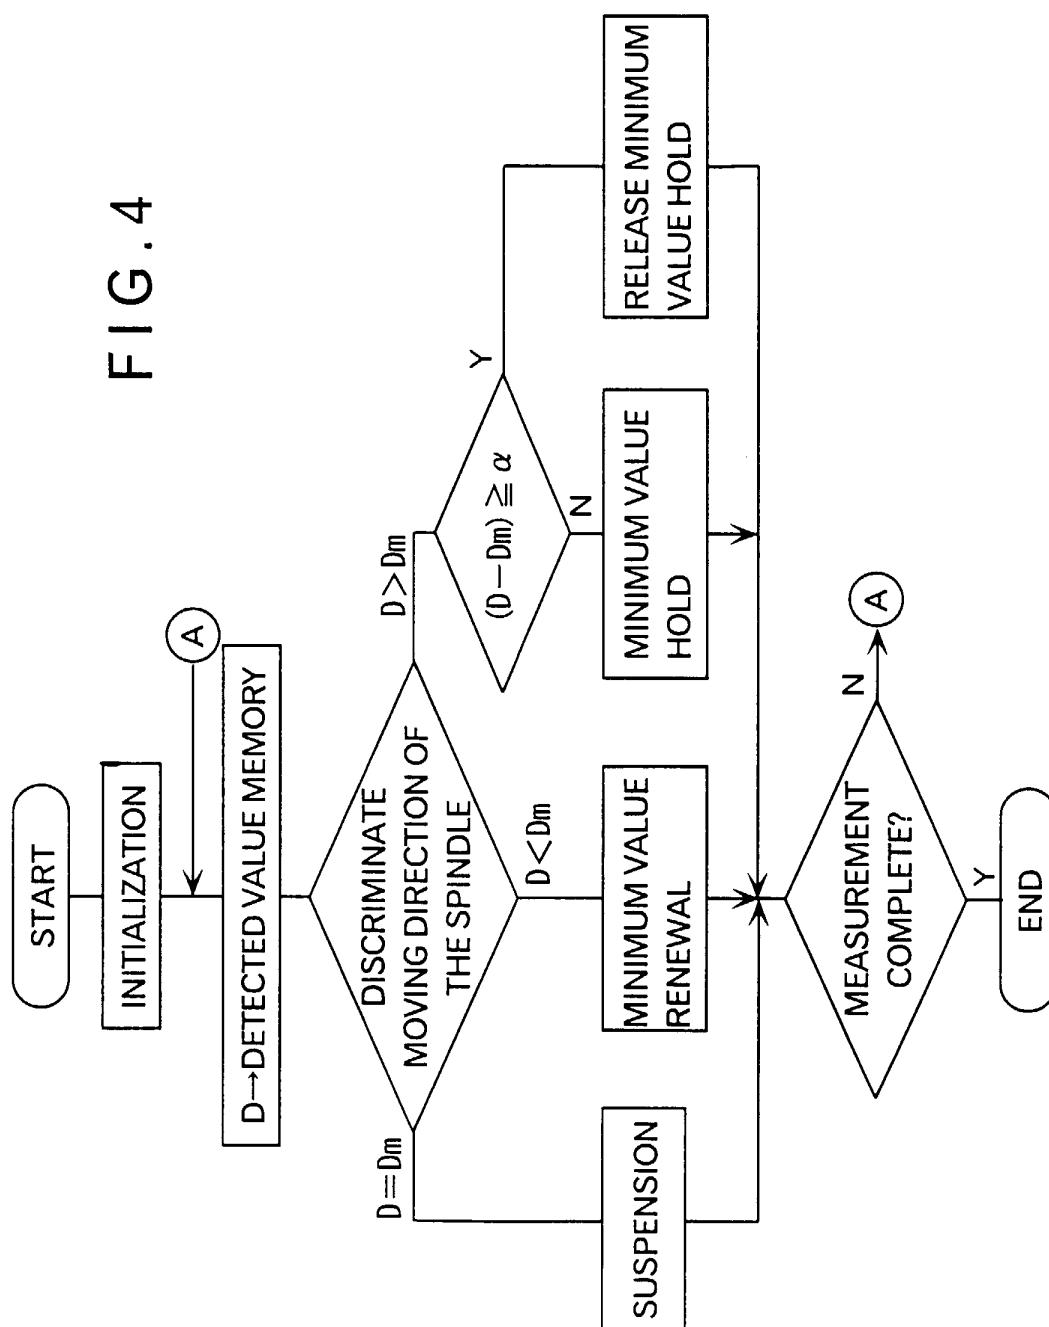 FIG.4
START
INITIALIZATION
A
D→DETECTED VALUE MEMORY
DISCRIMINATE
MOVING DIRECTION OF
THE SPINDLE
D=Dm
D<Dm
D>Dm
(D−Dm)≧α
Y
N
SUSPENSION
MINIMUM VALUE
RENEWAL
MINIMUM VALUE
HOLD
RELEASE MINIMUM
VALUE HOLD
MEASUREMENT
COMPLETE?
N
A
Y
END